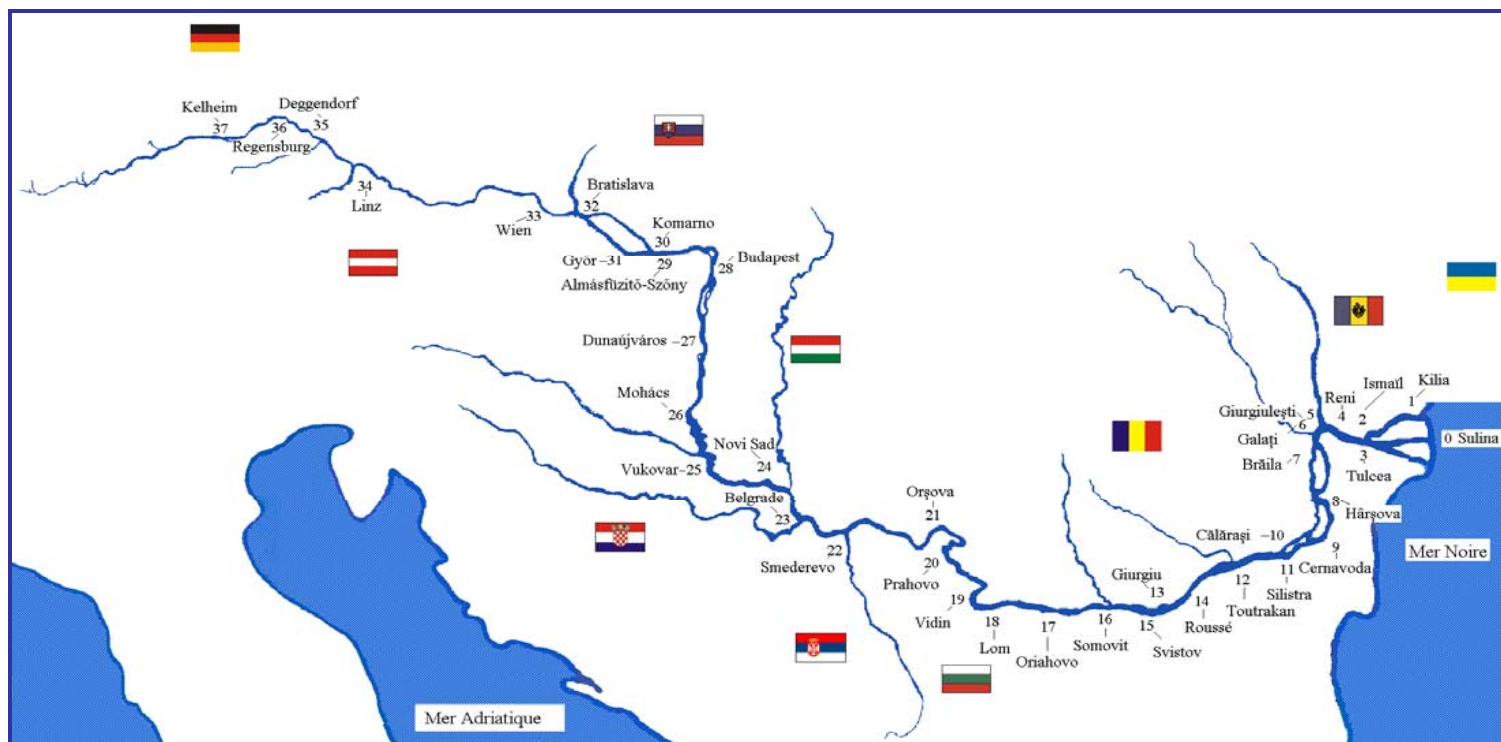 Kelheim
37
Deggendorf
36
35
Regensburg
34
Linz
Bratislava
32
33
Wien
Komarno
30
Györ –31
29
Almásfüzitő-Szőny
28
Budapest
Dunaújváros –27
Mohács
26
Novi Sad
24
Vukovar–25
Belgrade
23
22
Smederevo
Orşova
21
20
Prahovo
19
Vidin
18
Lom
17
Oriahovo
16
Somovit
15
Svistov
Giurgiu
13
14
Roussé
12
Toutrakan
11
Silistra
Călăraşi –10
9
Cernavoda
8
Hârşova
Brăila
7
Galaţi
6
Giurgiuleşti
5
Reni
4
Ismaïl
2
Kilia
1
3
Tulcea
0 Sulina
Mer Noire
Mer Adriatique